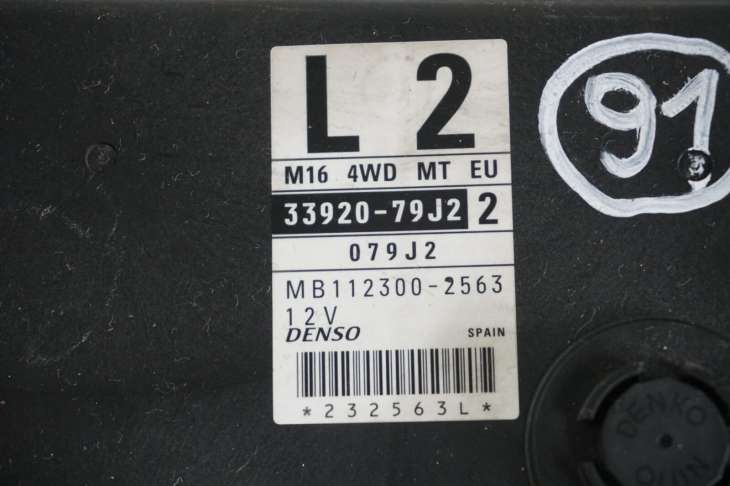 L 2
M16 4WD MT EU
33920-79J2 2
079J2
MB112300-2563
12V
DENSO SPAIN
*232563L*
91
DENKO